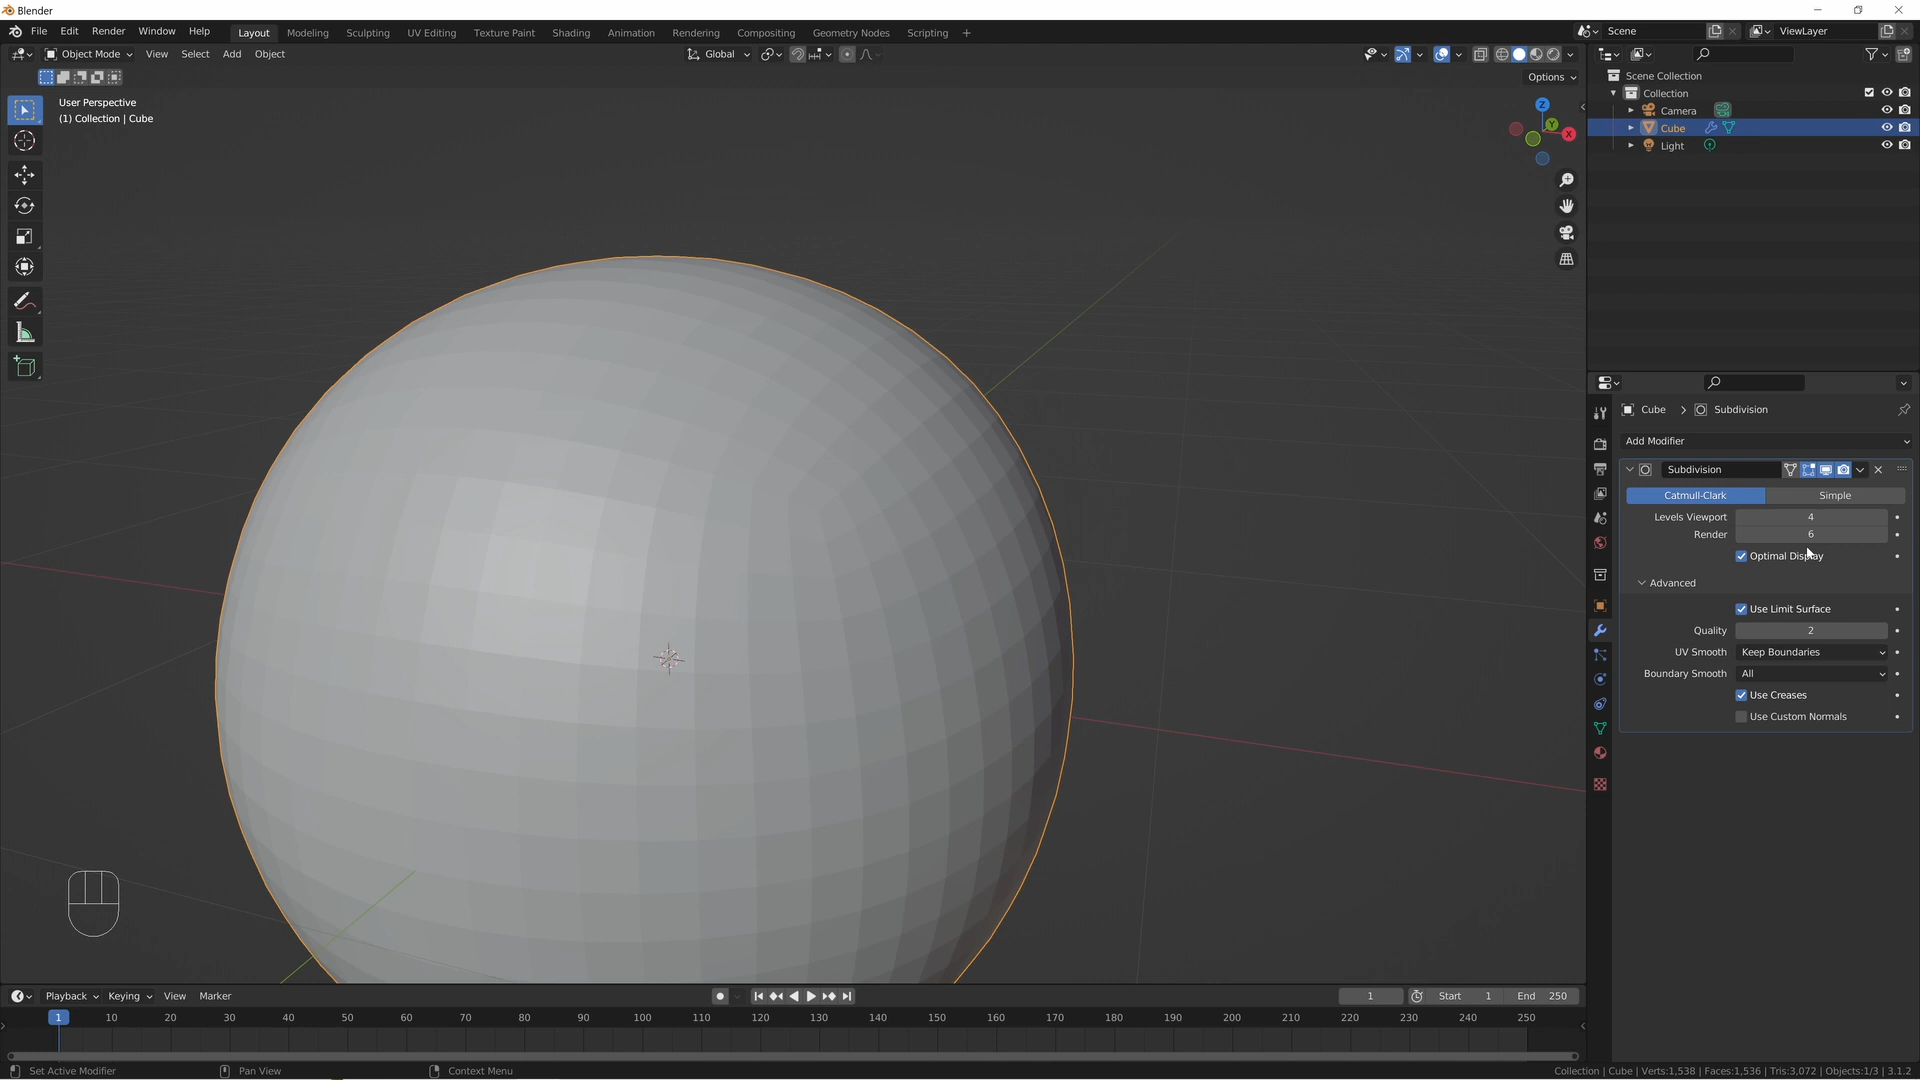 Blender
File Edit Render Window Help Layout Modeling Sculpting UV Editing Texture Paint Shading Animation Rendering Compositing Geometry Nodes Scripting + Scene ViewLayer
Object Mode View Select Add Object Global
Options
User Perspective
(1) Collection | Cube
Z
Y
X
Scene Collection
Collection
Camera
Cube
Light
Cube > Subdivision
Add Modifier
Subdivision
Catmull-Clark Simple
Levels Viewport 4
Render 6
Optimal Display
Advanced
Use Limit Surface
Quality 2
UV Smooth Keep Boundaries
Boundary Smooth All
Use Creases
Use Custom Normals
Playback Keying View Marker 1 Start 1 End 250
1 10 20 30 40 50 60 70 80 90 100 110 120 130 140 150 160 170 180 190 200 210 220 230 240 250
Set Active Modifier Pan View Context Menu Collection | Cube | Verts:1,538 | Faces:1,536 | Tris:3,072 | Objects:1/3 | 3.1.2